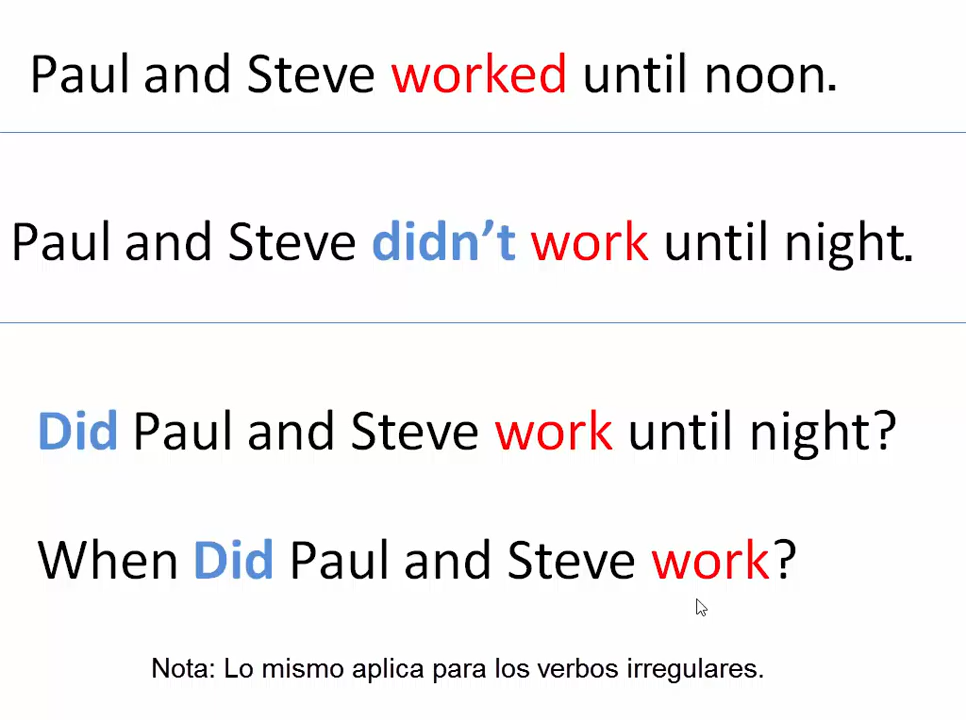 Paul and Steve worked until noon.
Paul and Steve didn’t work until night.
Did Paul and Steve work until night?
When Did Paul and Steve work?
Nota: Lo mismo aplica para los verbos irregulares.